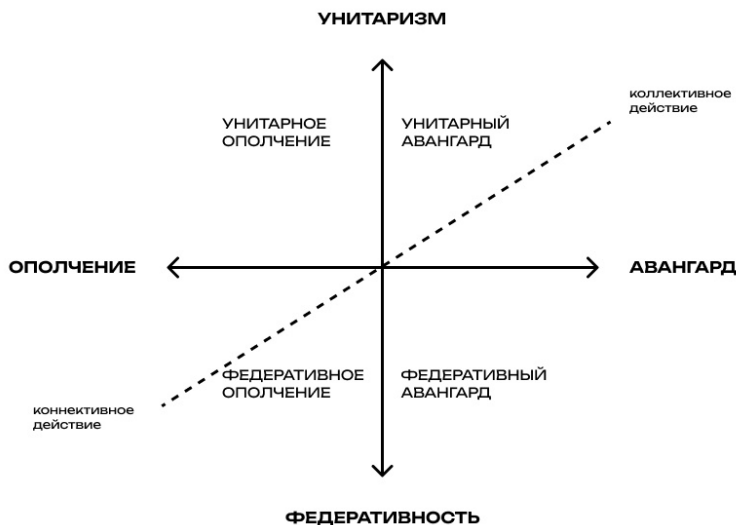 УНИТАРИЗМ
коллективное
действие
УНИТАРНОЕ
ОПОЛЧЕНИЕ
УНИТАРНЫЙ
АВАНГАРД
ОПОЛЧЕНИЕ
АВАНГАРД
ФЕДЕРАТИВНОЕ
ОПОЛЧЕНИЕ
ФЕДЕРАТИВНЫЙ
АВАНГАРД
коннективное
действие
ФЕДЕРАТИВНОСТЬ